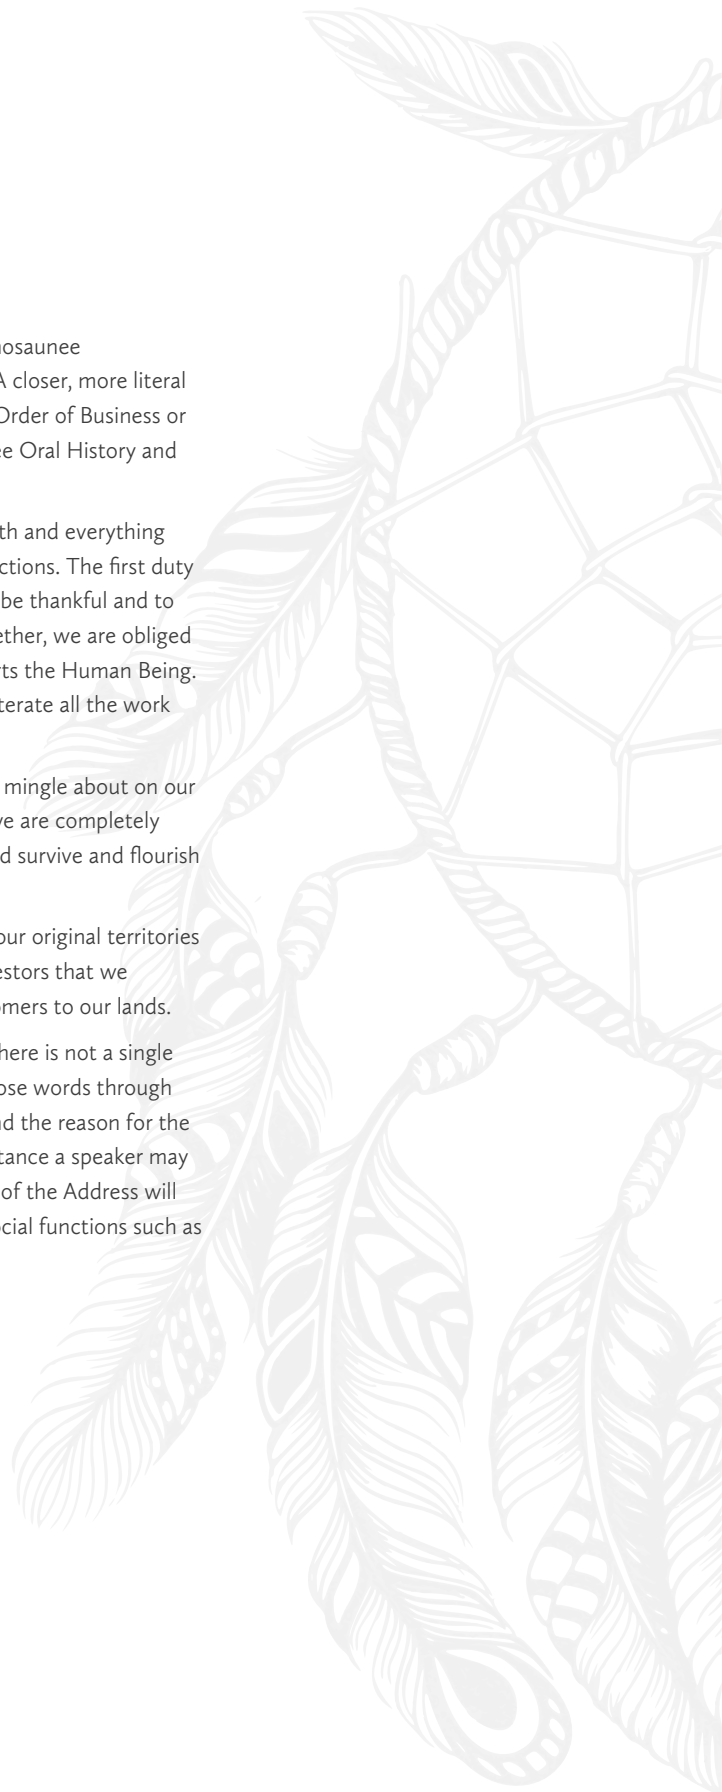 nosaunee
A closer, more literal
Order of Business or
ee Oral History and
th and everything
ctions. The first duty
be thankful and to
ether, we are obliged
rts the Human Being.
terate all the work
mingle about on our
ve are completely
d survive and flourish
our original territories
estors that we
omers to our lands.
here is not a single
ose words through
nd the reason for the
tance a speaker may
of the Address will
ocial functions such as